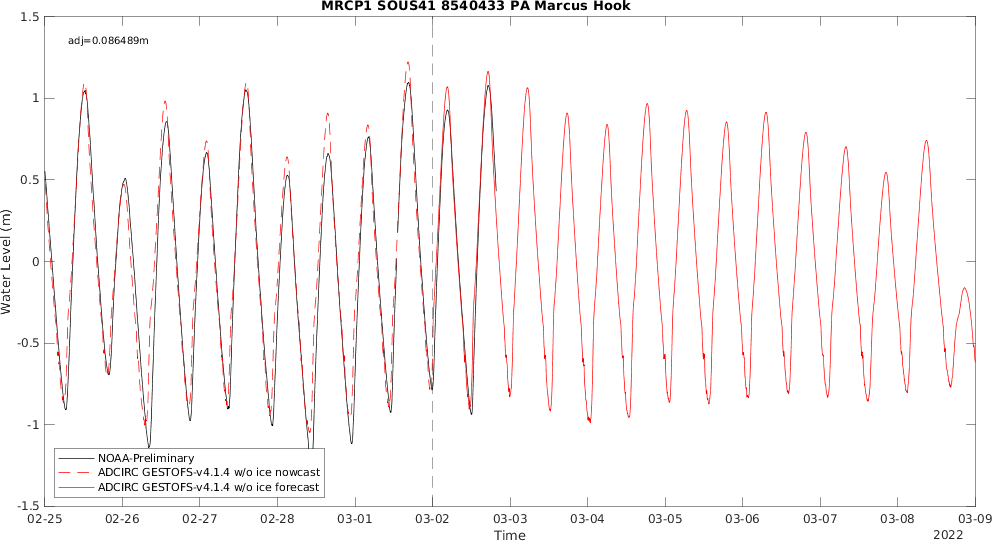 MRCP1 SOUS41 8540433 PA Marcus Hook
1.5
adj=0.086489m
1
0.5
0
-0.5
-1
-1.5
Water Level (m)
NOAA-Preliminary
ADCIRC GESTOFS-v4.1.4 w/o ice nowcast
ADCIRC GESTOFS-v4.1.4 w/o ice forecast
02-25 02-26 02-27 02-28 03-01 03-02 03-03 03-04 03-05 03-06 03-07 03-08 03-09
Time
2022